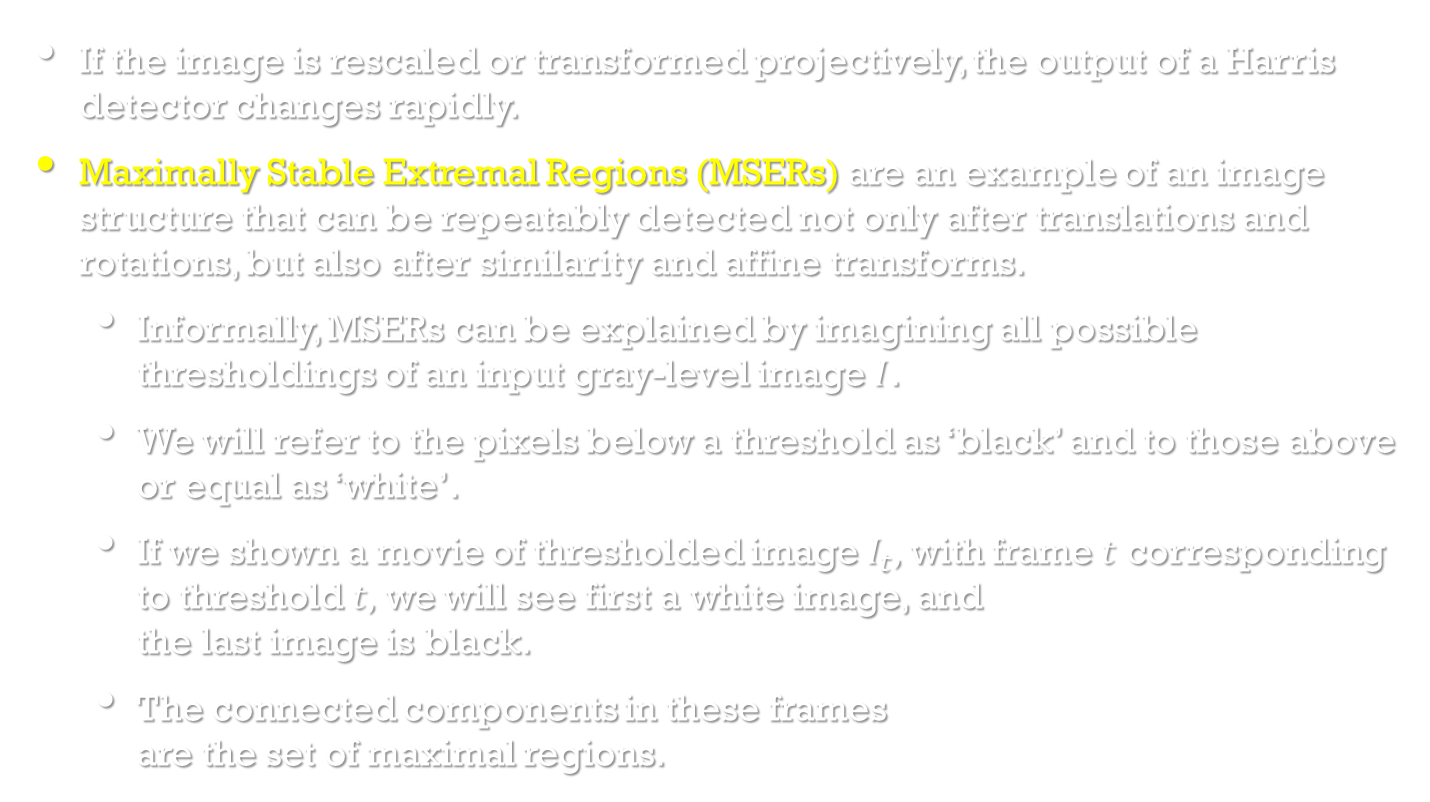 • If the image is rescaled or transformed projectively, the output of a Harris
detector changes rapidly.
• Maximally Stable Extremal Regions (MSERs) are an example of an image
structure that can be repeatably detected not only after translations and
rotations, but also after similarity and affine transforms.
• Informally, MSERs can be explained by imagining all possible
thresholdings of an input gray-level image I.
• We will refer to the pixels below a threshold as ‘black’ and to those above
or equal as ‘white’.
• If we shown a movie of thresholded image I_t, with frame t corresponding
to threshold t, we will see first a white image, and
the last image is black.
• The connected components in these frames
are the set of maximal regions.